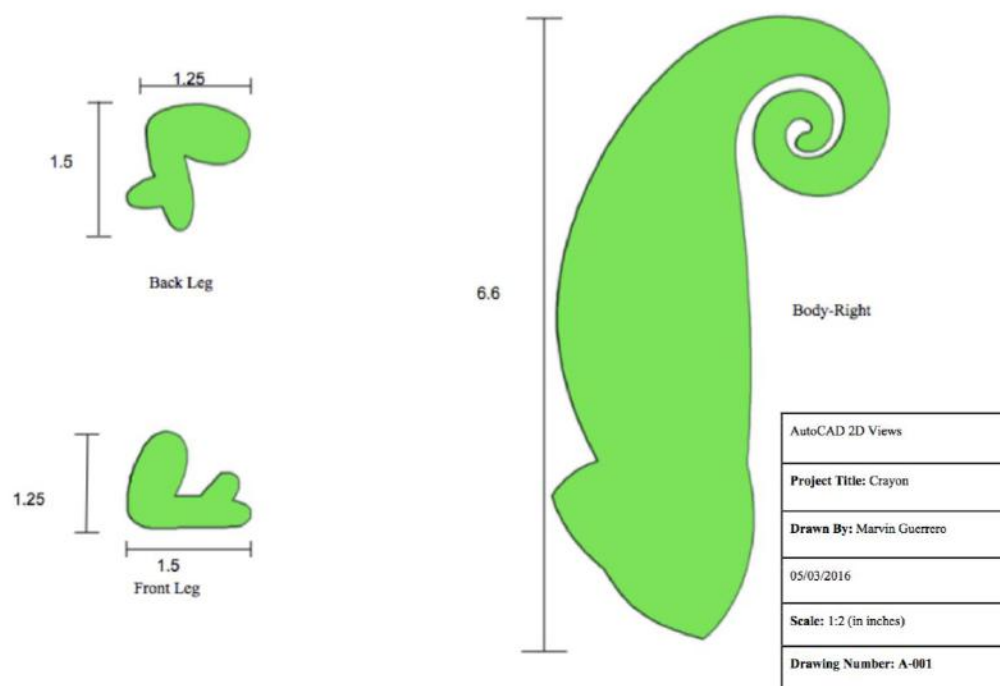 1.25
1.5
Back Leg
1.25
1.5
Front Leg
6.6
Body-Right
AutoCAD 2D Views
Project Title: Crayon
Drawn By: Marvin Guerrero
05/03/2016
Scale: 1:2 (in inches)
Drawing Number: A-001